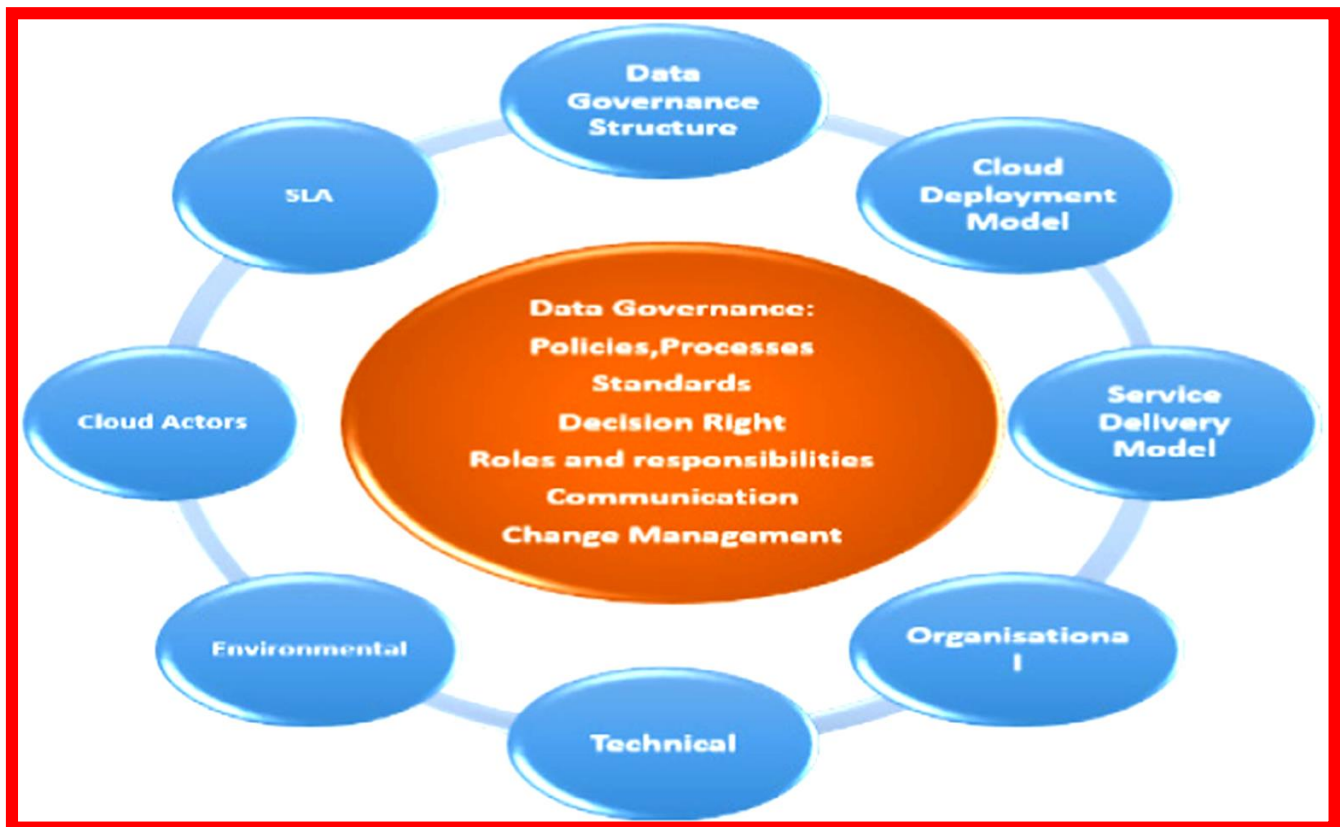 Data
Governance
Structure
Cloud
Deployment
Model
SLA
Data Governance:
Policies,Processes
Standards
Decision Right
Roles and responsibilities
Communication
Change Management
Cloud Actors
Service
Delivery
Model
Environmental
Organisationa
l
Technical